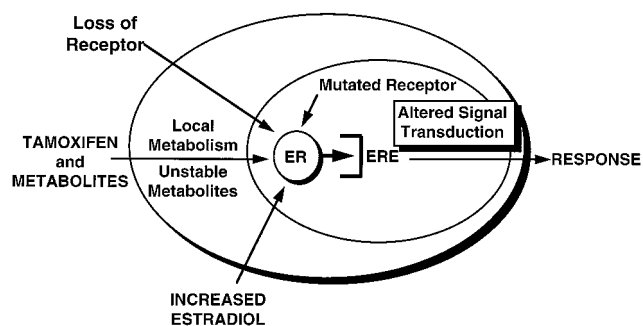 Loss of
Receptor
Mutated Receptor
Altered Signal
Transduction
Local
Metabolism
TAMOXIFEN
and
METABOLITES
Unstable
Metabolites
ER
ERE
RESPONSE
INCREASED
ESTRADIOL